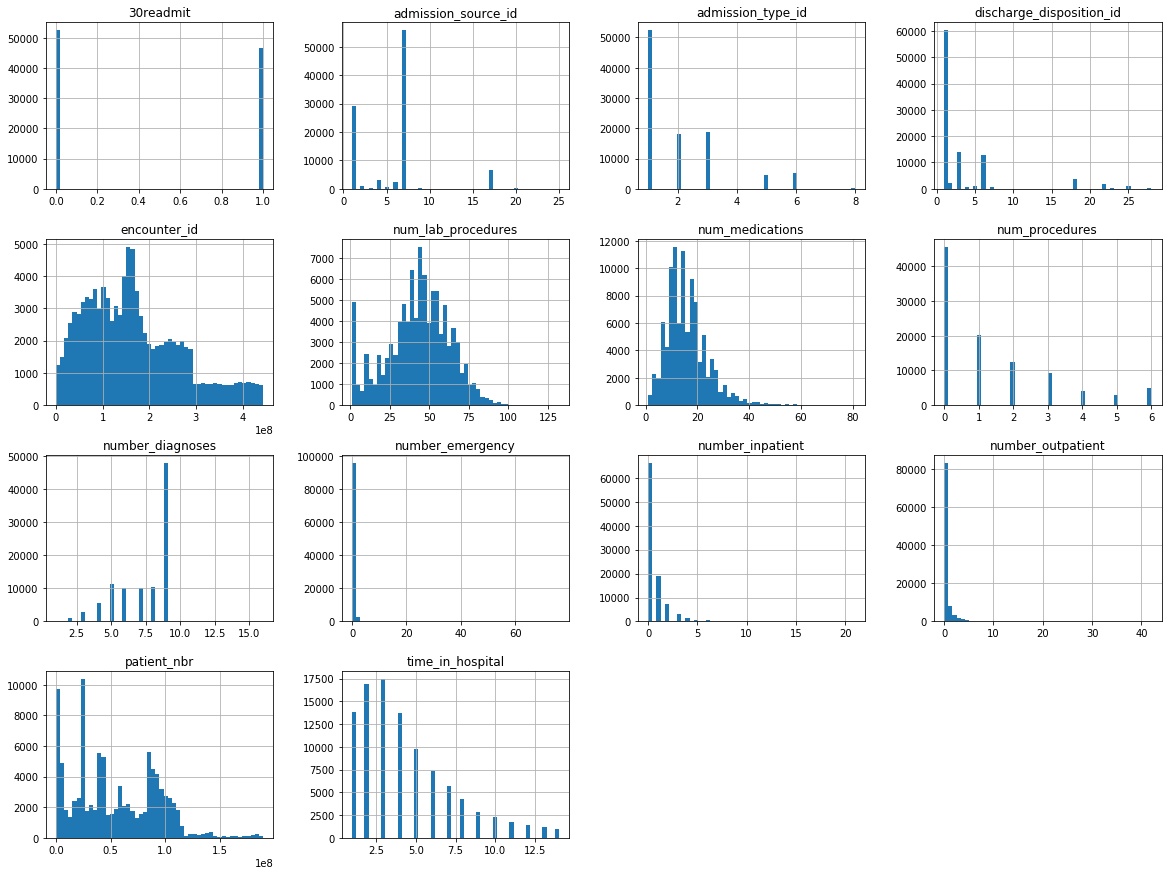 30readmit admission_source_id admission_type_id discharge_disposition_id
50000 50000 50000 60000
40000 40000 40000 50000
30000 30000 30000 40000
20000 20000 20000 30000
10000 10000 10000 20000
0 0 0 10000
0
0.0 0.2 0.4 0.6 0.8 1.0 0 5 10 15 20 25 2 4 6 8 0 5 10 15 20 25
encounter_id num_lab_procedures num_medications num_procedures
5000 7000 12000 40000
4000 6000 10000 30000
3000 5000 8000 20000
2000 4000 6000 10000
1000 3000 4000 0
0 2000 2000
1000 0
0
0 1 2 3 4 0 25 50 75 100 125 0 20 40 60 80 0 1 2 3 4 5 6
1e8
number_diagnoses number_emergency number_inpatient number_outpatient
50000 100000 60000 80000
40000 80000 50000 60000
30000 60000 40000 40000
20000 40000 30000 20000
10000 20000 20000 0
0 0 10000
0
2.5 5.0 7.5 10.0 12.5 15.0 0 20 40 60 0 5 10 15 20 0 10 20 30 40
patient_nbr time_in_hospital
10000 17500
8000 15000
6000 12500
4000 10000
2000 7500
0 5000
2500
0
0.0 0.5 1.0 1.5 2.5 5.0 7.5 10.0 12.5
1e8